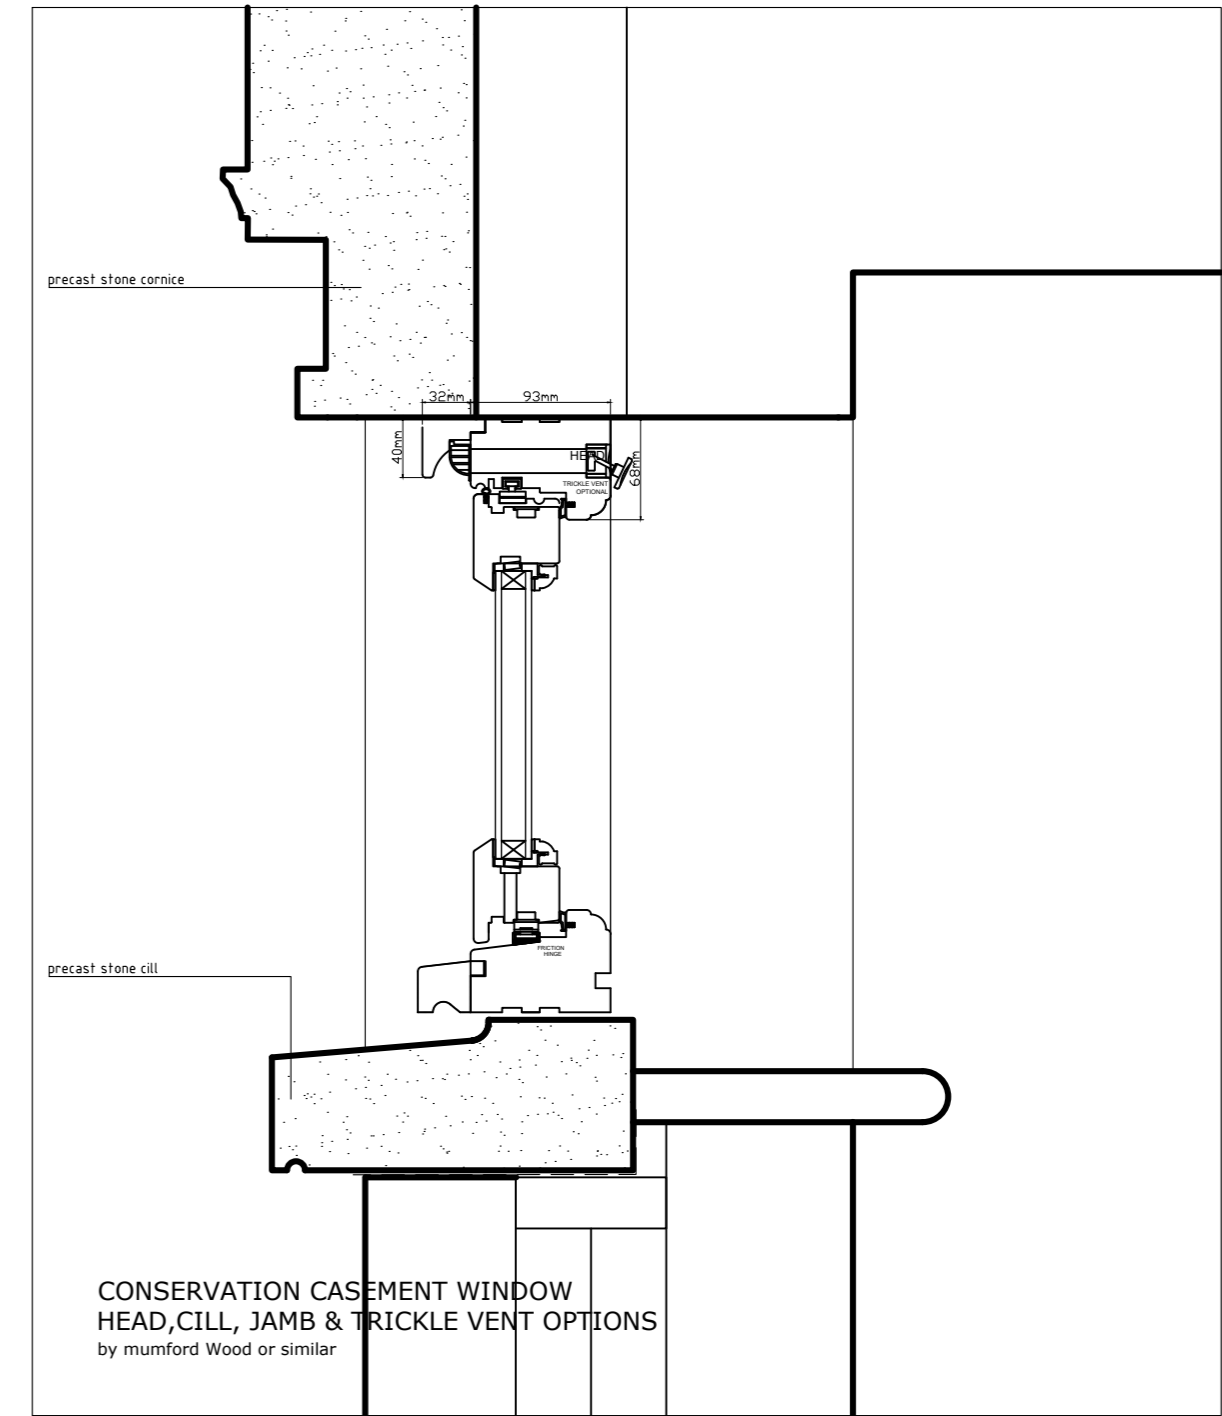 precast stone cornice
32mm
93mm
40mm
HEAD
68mm
TRICKLE VENT
OPTIONAL
FRICTION
HINGE
precast stone cill
CONSERVATION CASEMENT WINDOW
HEAD,CILL, JAMB & TRICKLE VENT OPTIONS
by mumford Wood or similar